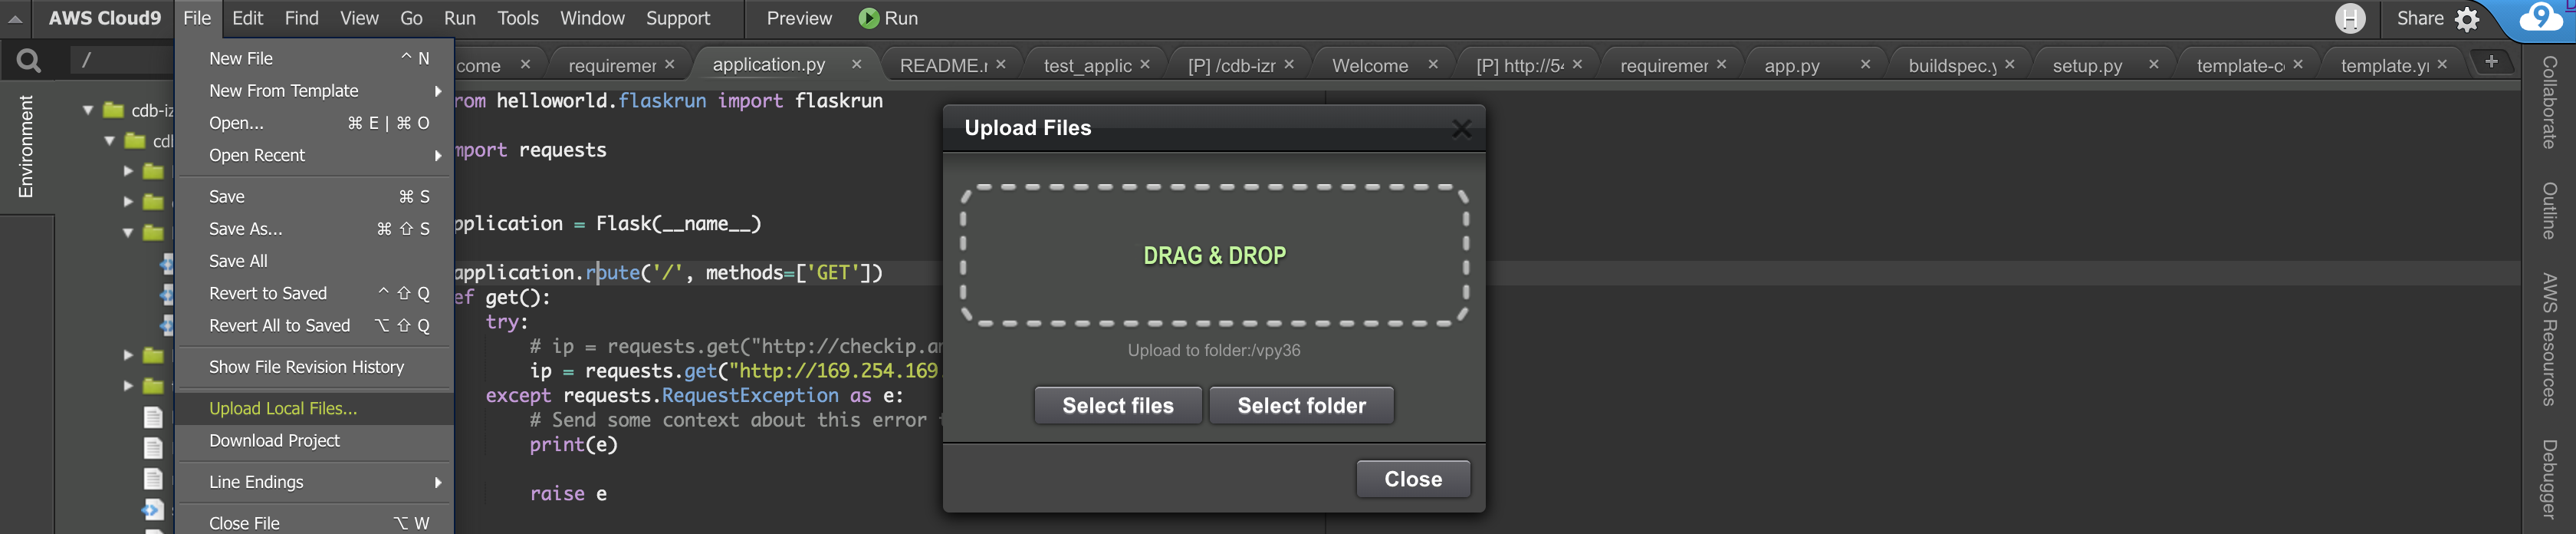 AWS Cloud9 File Edit Find View Go Run Tools Window Support Preview Run H Share 9
/
come requiremer application.py README.r test_applic [P] /cdb-izr Welcome [P] http://54 requiremer app.py buildspec.y setup.py template-c template.y
Environment
cdb-iz
cdl
New File ^ N
New From Template
Open... ⌘ E | ⌘ O
Open Recent
Save ⌘ S
Save As... ⌘ ⇧ S
Save All
Revert to Saved ^ ⇧ Q
Revert All to Saved ⌥ ⇧ Q
Show File Revision History
Upload Local Files...
Download Project
Line Endings
Close File ⌥ W
rom helloworld.flaskrun import flaskrun
mport requests
pplication = Flask(__name__)
application.route('/', methods=['GET'])
ef get():
try:
# ip = requests.get("http://checkip.am
ip = requests.get("http://169.254.169.
except requests.RequestException as e:
# Send some context about this error
print(e)
raise e
Upload Files
DRAG & DROP
Upload to folder:/vpy36
Select files Select folder
Close
Collaborate
Outline
AWS Resources
Debugger